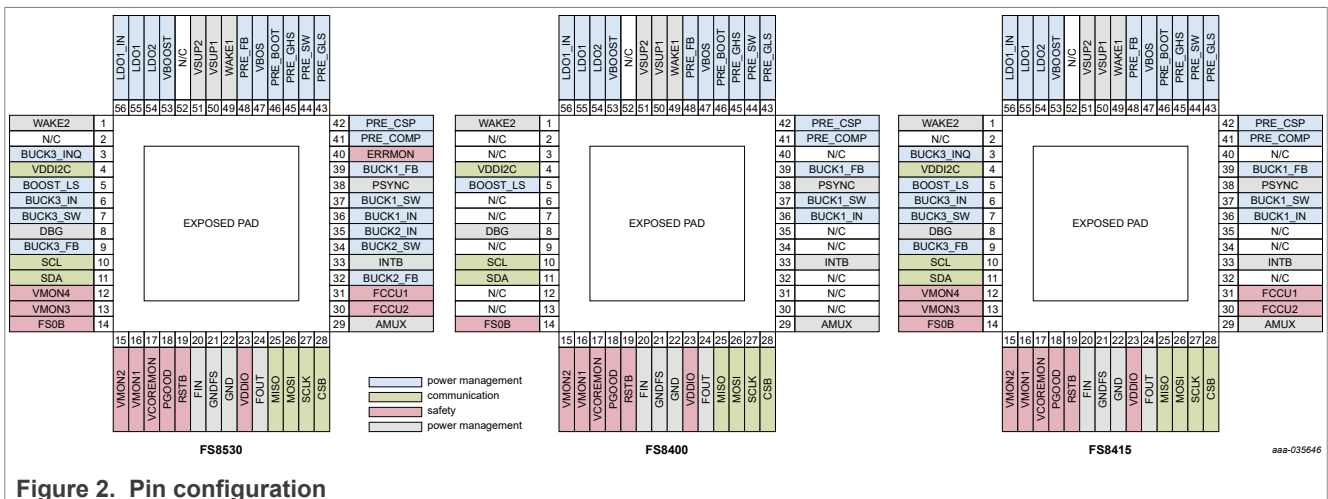 LDO1_IN LDO1 LDO2 VBOOST N/C VSUP2 VSUP1 WAKE1 PRE_FB VBOS PRE_BOOT PRE_GHS PRE_SW PRE_GLS
56 55 54 53 52 51 50 49 48 47 46 45 44 43
WAKE2 1
N/C 2
BUCK3_INQ 3
VDDI2C 4
BOOST_LS 5
BUCK3_IN 6
BUCK3_SW 7
DBG 8
BUCK3_FB 9
SCL 10
SDA 11
VMON4 12
VMON3 13
FS0B 14
EXPOSED PAD
42 PRE_CSP
41 PRE_COMP
40 ERRMON
39 BUCK1_FB
38 PSYNC
37 BUCK1_SW
36 BUCK1_IN
35 BUCK2_IN
34 BUCK2_SW
33 INTB
32 BUCK2_FB
31 FCCU1
30 FCCU2
29 AMUX
15 16 17 18 19 20 21 22 23 24 25 26 27 28
VMON2 VMON1 VCOREMON PGOOD RSTB FIN GNDFS GND VDDIO FOUT MISO MOSI SCLK CSB
FS8530
LDO1_IN LDO1 LDO2 VBOOST N/C VSUP2 VSUP1 WAKE1 PRE_FB VBOS PRE_BOOT PRE_GHS PRE_SW PRE_GLS
56 55 54 53 52 51 50 49 48 47 46 45 44 43
WAKE2 1
N/C 2
N/C 3
VDDI2C 4
BOOST_LS 5
N/C 6
N/C 7
DBG 8
N/C 9
SCL 10
SDA 11
N/C 12
N/C 13
FS0B 14
EXPOSED PAD
42 PRE_CSP
41 PRE_COMP
40 N/C
39 BUCK1_FB
38 PSYNC
37 BUCK1_SW
36 BUCK1_IN
35 N/C
34 N/C
33 INTB
32 N/C
31 N/C
30 N/C
29 AMUX
15 16 17 18 19 20 21 22 23 24 25 26 27 28
VMON2 VMON1 VCOREMON PGOOD RSTB FIN GNDFS GND VDDIO FOUT MISO MOSI SCLK CSB
FS8400
LDO1_IN LDO1 LDO2 VBOOST N/C VSUP2 VSUP1 WAKE1 PRE_FB VBOS PRE_BOOT PRE_GHS PRE_SW PRE_GLS
56 55 54 53 52 51 50 49 48 47 46 45 44 43
WAKE2 1
N/C 2
BUCK3_INQ 3
VDDI2C 4
BOOST_LS 5
BUCK3_IN 6
BUCK3_SW 7
DBG 8
BUCK3_FB 9
SCL 10
SDA 11
VMON4 12
VMON3 13
FS0B 14
EXPOSED PAD
42 PRE_CSP
41 PRE_COMP
40 N/C
39 BUCK1_FB
38 PSYNC
37 BUCK1_SW
36 BUCK1_IN
35 N/C
34 N/C
33 INTB
32 N/C
31 FCCU1
30 FCCU2
29 AMUX
15 16 17 18 19 20 21 22 23 24 25 26 27 28
VMON2 VMON1 VCOREMON PGOOD RSTB FIN GNDFS GND VDDIO FOUT MISO MOSI SCLK CSB
FS8415
power management
communication
safety
power management
aaa-035646
Figure 2. Pin configuration